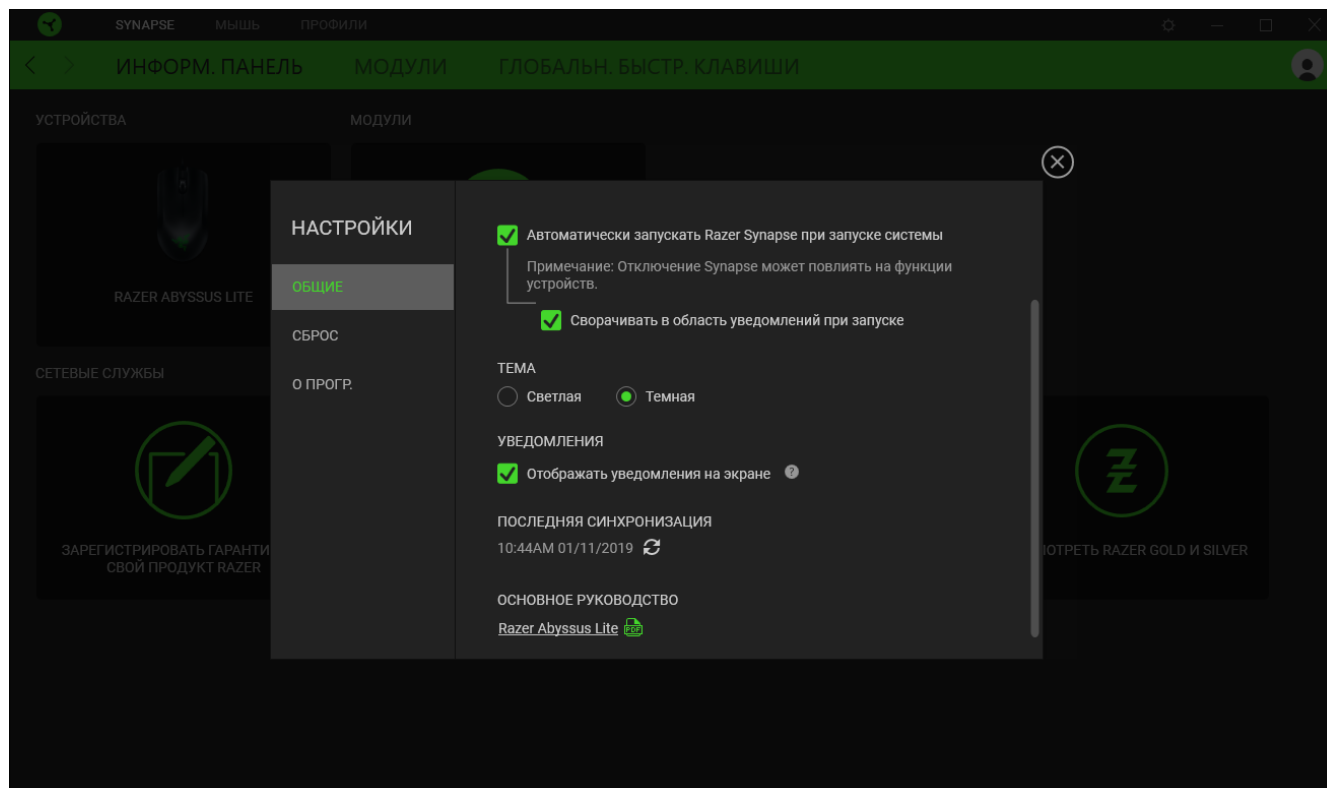 SYNAPSE МЫШЬ ПРОФИЛИ
ИНФОРМ. ПАНЕЛЬ МОДУЛИ ГЛОБАЛЬН. БЫСТР. КЛАВИШИ
УСТРОЙСТВА МОДУЛИ
RAZER ABYSSUS LITE
СЕТЕВЫЕ СЛУЖБЫ
ЗАРЕГИСТРИРОВАТЬ ГАРАНТИ
СВОЙ ПРОДУКТ RAZER
НАСТРОЙКИ
ОБЩИЕ
СБРОС
О ПРОГР.
Автоматически запускать Razer Synapse при запуске системы
Примечание: Отключение Synapse может повлиять на функции
устройств.
Сворачивать в область уведомлений при запуске
ТЕМА
Светлая Темная
УВЕДОМЛЕНИЯ
Отображать уведомления на экране ?
ПОСЛЕДНЯЯ СИНХРОНИЗАЦИЯ
10:44AM 01/11/2019
ОСНОВНОЕ РУКОВОДСТВО
Razer Abyssus Lite PDF
ОТРЕТЬ RAZER GOLD И SILVER